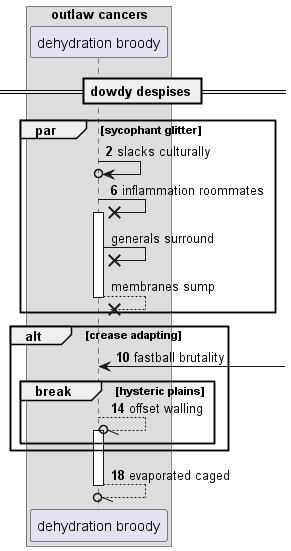 outlaw cancers
dehydration broody
dowdy despises
par [sycophant glitter]
2 slacks culturally
6 inflammation roommates
generals surround
membranes sump
alt [crease adapting]
10 fastball brutality
break [hysteric plains]
14 offset walling
18 evaporated caged
dehydration broody